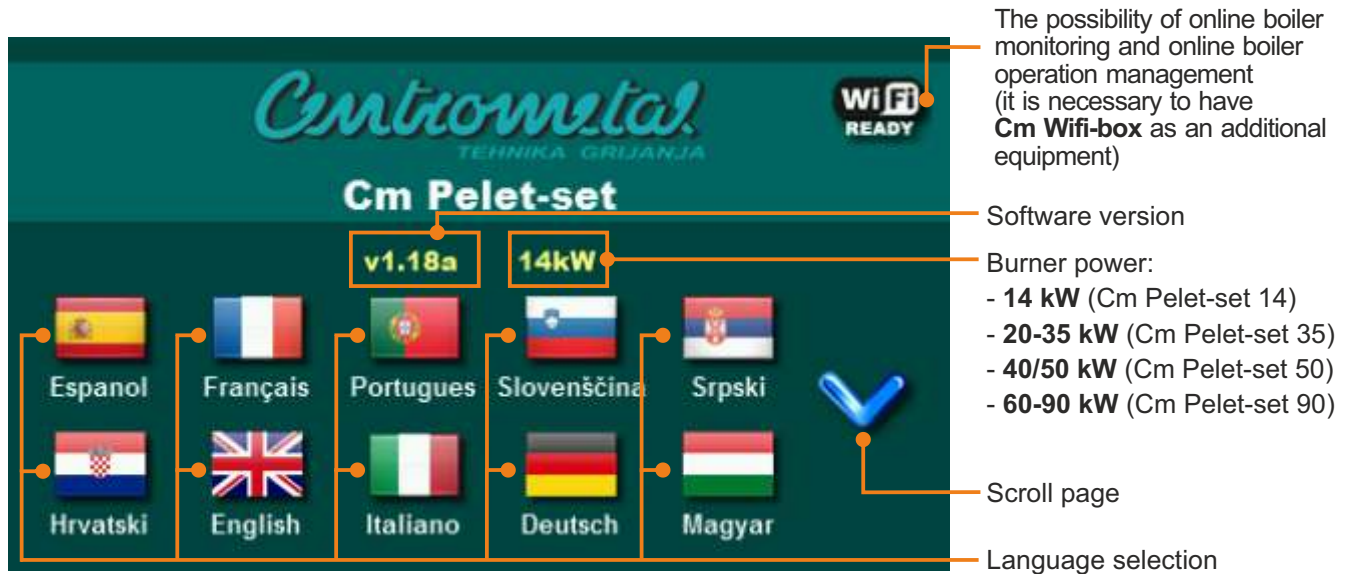 The possibility of online boiler
monitoring and online boiler
operation management
(it is necessary to have
Cm Wifi-box as an additional
equipment)
Centrometal
TEHNIKA GRIJANJA
WiFi
READY
Cm Pelet-set
Software version
v1.18a 14kW
Burner power:
- 14 kW (Cm Pelet-set 14)
- 20-35 kW (Cm Pelet-set 35)
- 40/50 kW (Cm Pelet-set 50)
- 60-90 kW (Cm Pelet-set 90)
Espanol Français Portugues Slovenščina Srpski
Hrvatski English Italiano Deutsch Magyar
Scroll page
Language selection